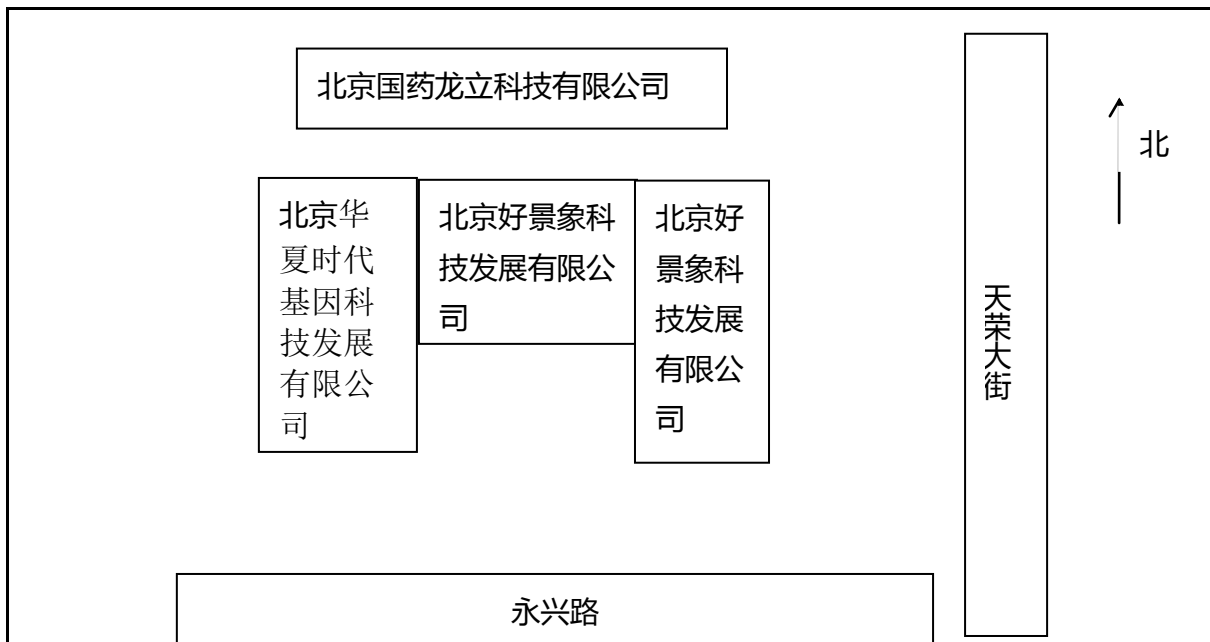 北京国药龙立科技有限公司
北
北京华
夏时代
基因科
技发展
有限公
司
北京好景象科
技发展有限公
司
北京好
景象科
技发展
有限公
司
天荣大街
永兴路